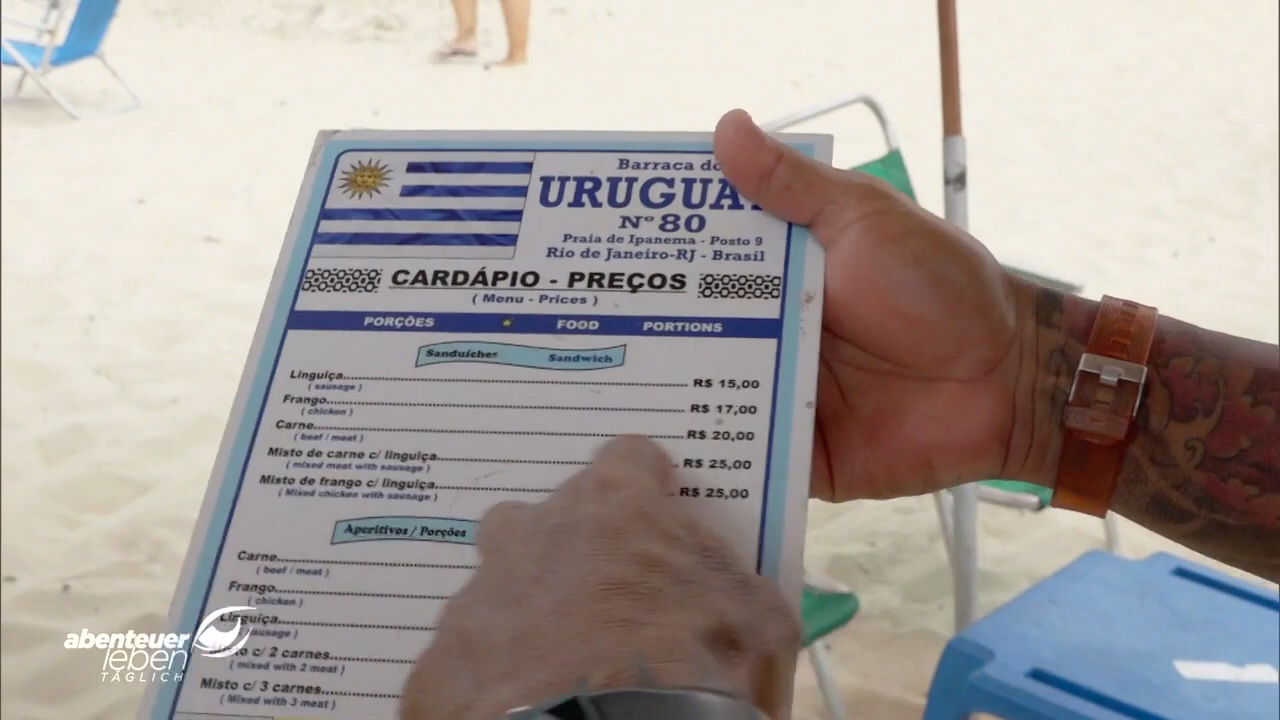 Barraca do
Nº 80
Praia de Ipanema - Posto 9
Rio de Janeiro-RJ - Brasil
CARDÁPIO - PREÇOS
( Menu - Prices )
PORÇÕES FOOD PORTIONS
Sanduíches Sandwich
Linguiça R$ 15,00
( sausage )
Frango R$ 17,00
( chicken )
Carne R$ 20,00
( beef / meat )
Misto de carne c/ linguiça R$ 25,00
( mixed meat with sausage )
Misto de frango c/ linguiça R$ 25,00
( Mixed chicken with sausage )
Aperitivos / Porções
Carne
( beef / meat )
Frango
( chicken )
Linguiça
sausage )
c/ 2 carnes
( mixed with 2 meat )
Misto c/ 3 carnes
( Mixed with 3 meat )
abenteuer
leben
TÄGLICH